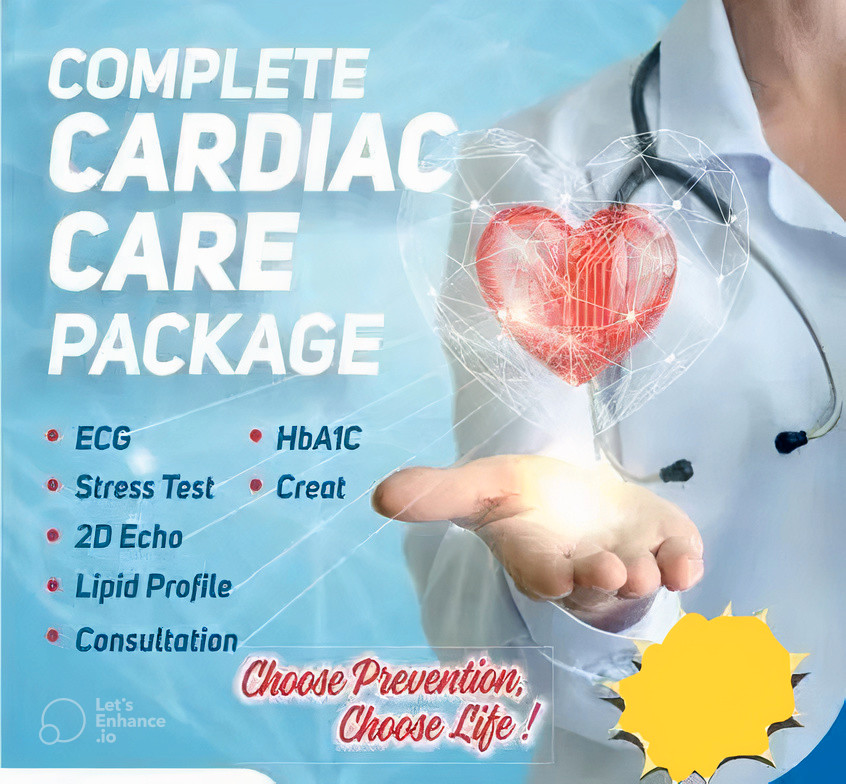 COMPLETE
CARDIAC
CARE
PACKAGE
ECG
Stress Test
2D Echo
Lipid Profile
Consultation
HbA1C
Creat
Choose Prevention,
Choose Life !
Let's
Enhance
.io